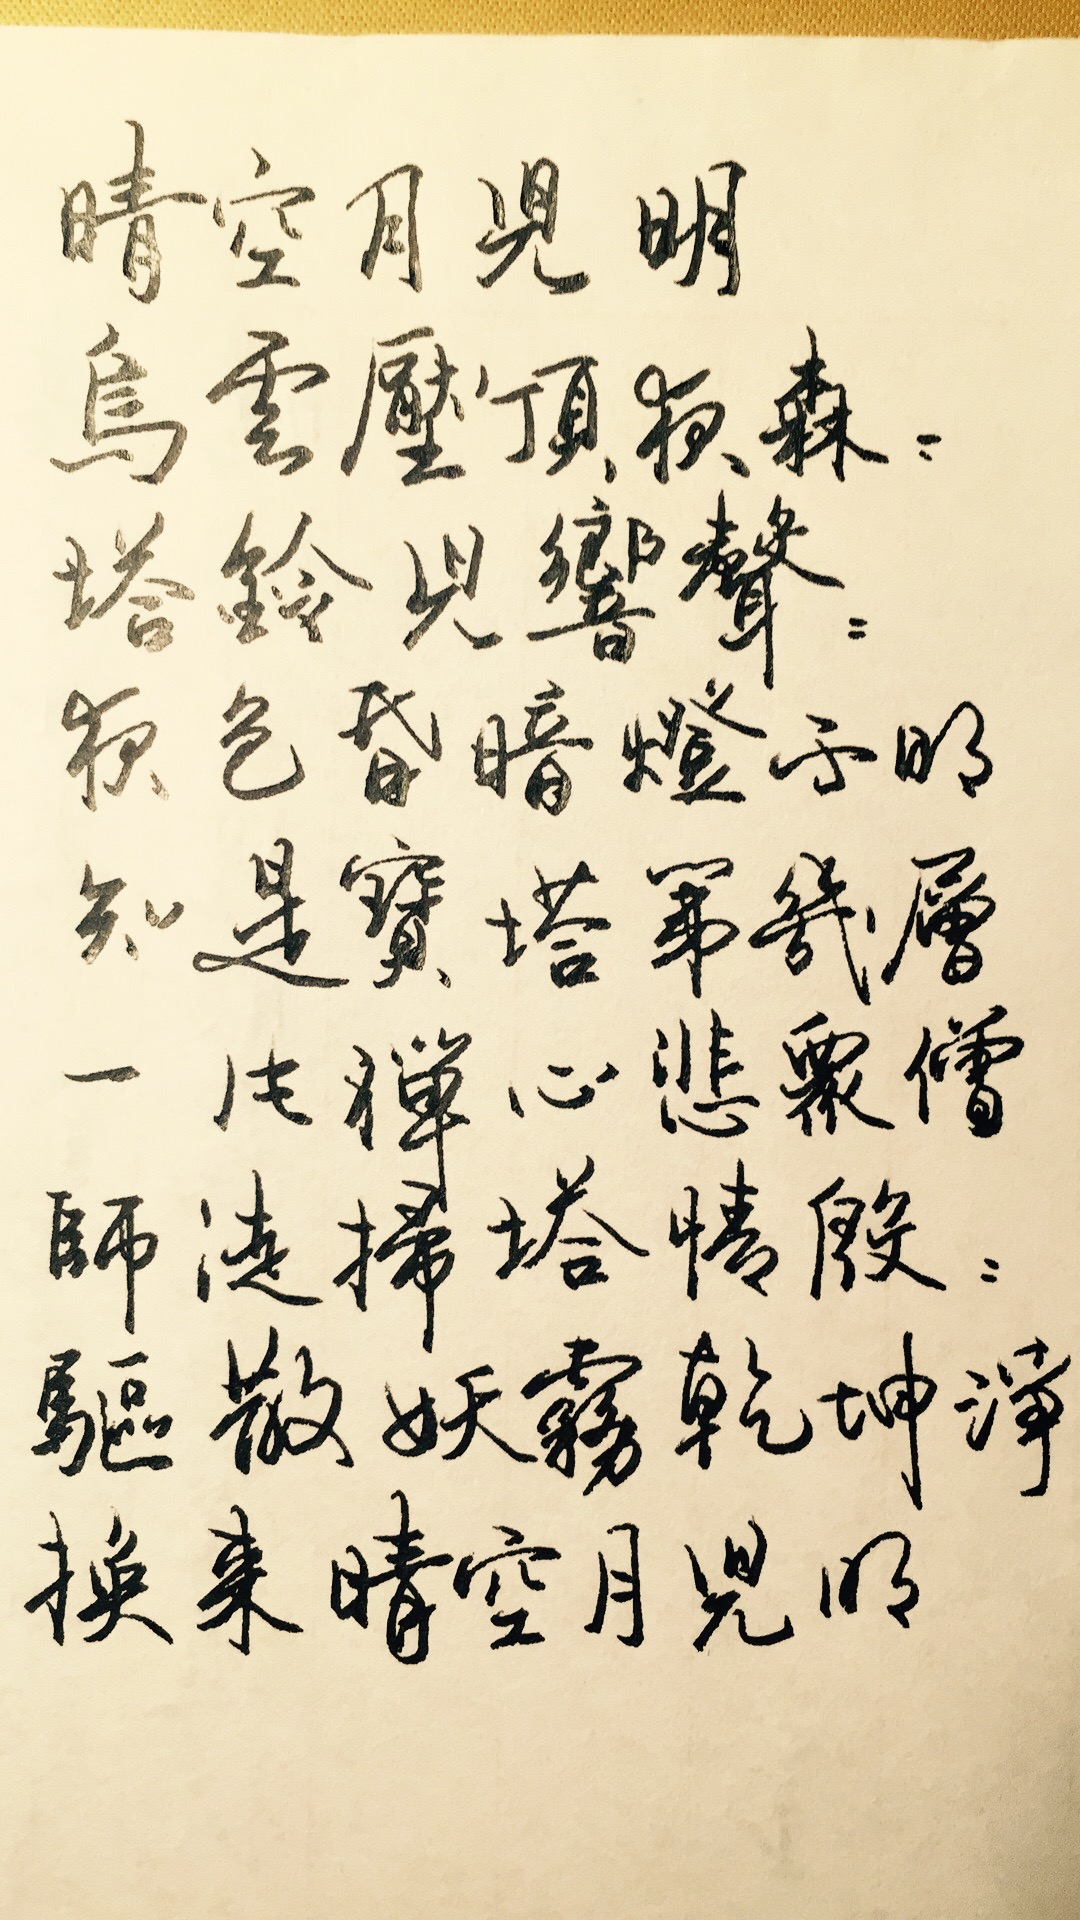 晴空月兒明
烏雲壓頂夜森〻
塔鈴兒響聲〻
夜色昏暗燈不明
知是寶塔第幾層
一片禪心悲眾僧
師徒掃塔情殷〻
驅散妖霧乾坤淨
換來晴空月兒明